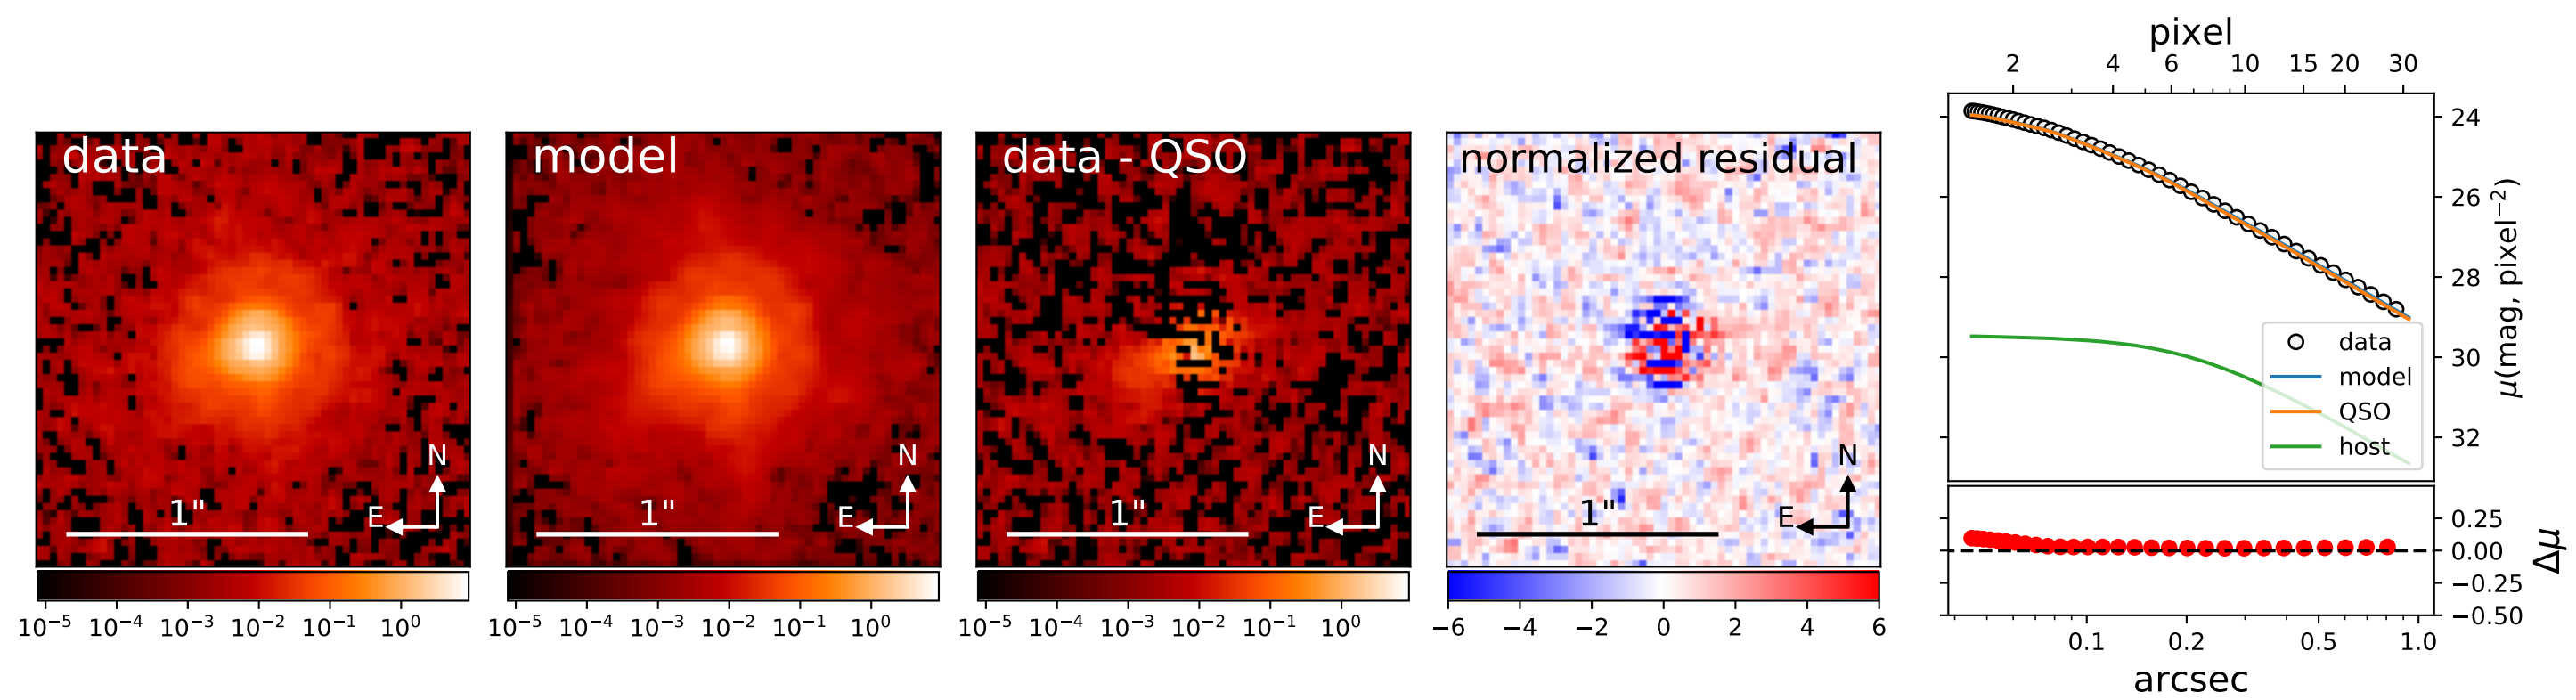 data
N
E
1"
10⁻⁵ 10⁻⁴ 10⁻³ 10⁻² 10⁻¹ 10⁰
model
N
E
1"
10⁻⁵ 10⁻⁴ 10⁻³ 10⁻² 10⁻¹ 10⁰
data - QSO
N
E
1"
10⁻⁵ 10⁻⁴ 10⁻³ 10⁻² 10⁻¹ 10⁰
normalized residual
N
E
1"
−6 −4 −2 0 2 4 6
pixel
2 4 6 10 15 20 30
24
26
28
30
32
μ(mag, pixel⁻²)
data
model
QSO
host
0.25
0.00
−0.25
−0.50
Δμ
0.1 0.2 0.5 1.0
arcsec